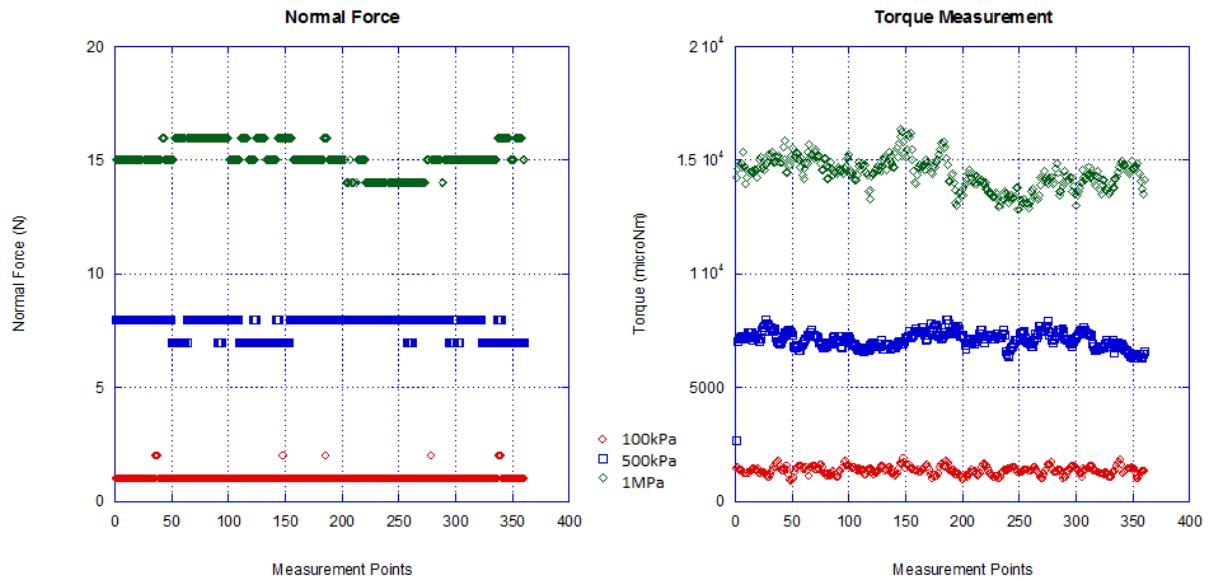 Normal Force
Torque Measurement
20
15
10
5
0
Normal Force (N)
0 50 100 150 200 250 300 350 400
Measurement Points
100kPa
500kPa
1MPa
2 10⁴
1.5 10⁴
1 10⁴
5000
0
Torque (microNm)
0 50 100 150 200 250 300 350 400
Measurement Points